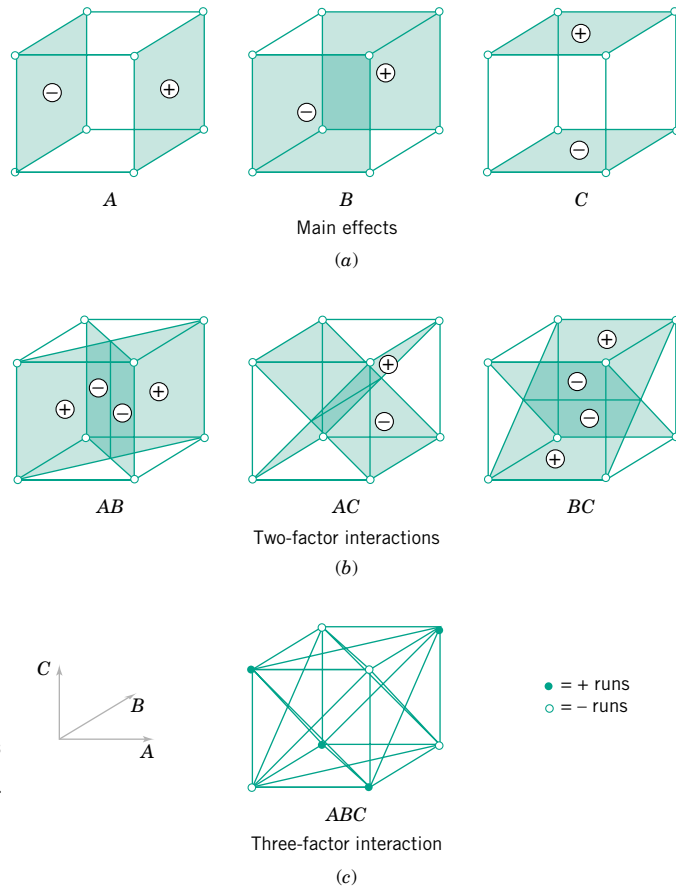 − + − + + −
A B C
Main effects
(a)
+ − − + + − + − − +
AB AC BC
Two-factor interactions
(b)
C
B
A
= + runs
= − runs
ABC
Three-factor interaction
(c)